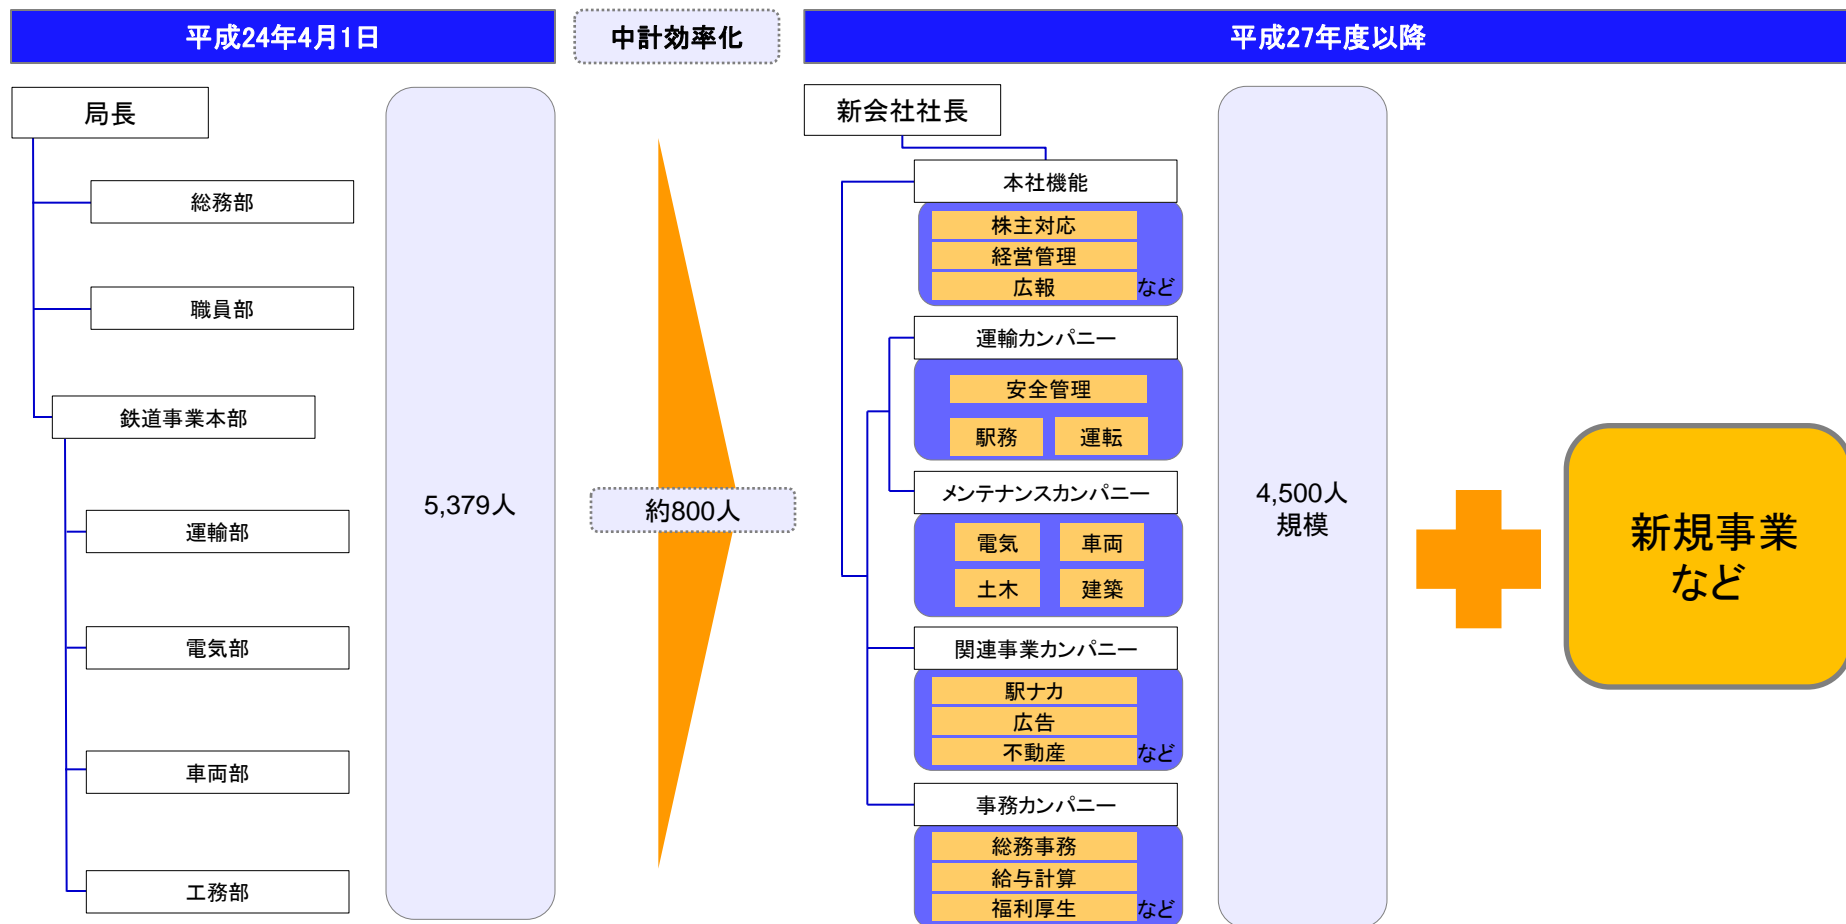 平成24年4月1日
中計効率化
平成27年度以降
局長
総務部
職員部
鉄道事業本部
運輸部
電気部
車両部
工務部
5,379人
約800人
新会社社長
本社機能
株主対応
経営管理
広報
など
運輸カンパニー
安全管理
駅務
運転
メンテナンスカンパニー
電気
車両
土木
建築
関連事業カンパニー
駅ナカ
広告
不動産
など
事務カンパニー
総務事務
給与計算
福利厚生
など
4,500人
規模
新規事業
など